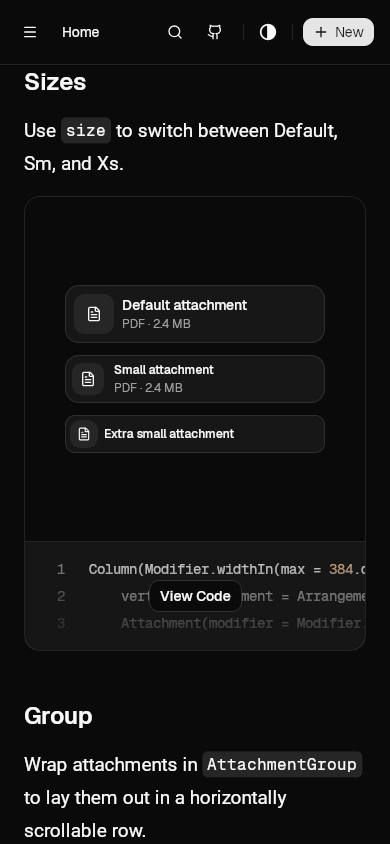 Home
New
Sizes
Use size to switch between Default,
Sm, and Xs.
Default attachment
PDF · 2.4 MB
Small attachment
PDF · 2.4 MB
Extra small attachment
1 Column(Modifier.widthIn(max = 384.
2 = Arrangeme
3 Attachment(modifier = Modifier
View Code
Group
Wrap attachments in AttachmentGroup
to lay them out in a horizontally
scrollable row.